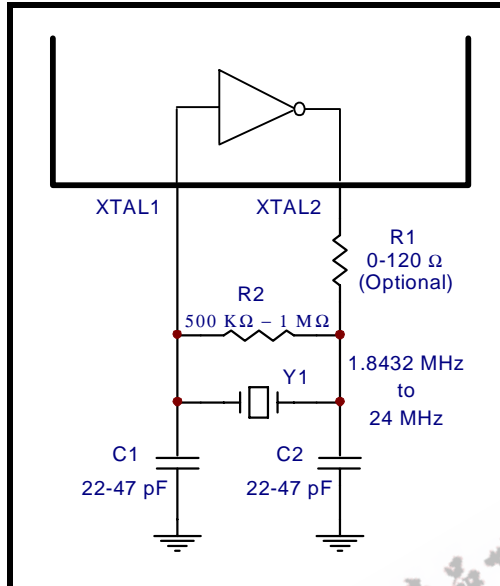 XTAL1
XTAL2
R1
0-120 Ω
(Optional)
R2
500 KΩ – 1 MΩ
Y1
1.8432 MHz
to
24 MHz
C1
22-47 pF
C2
22-47 pF